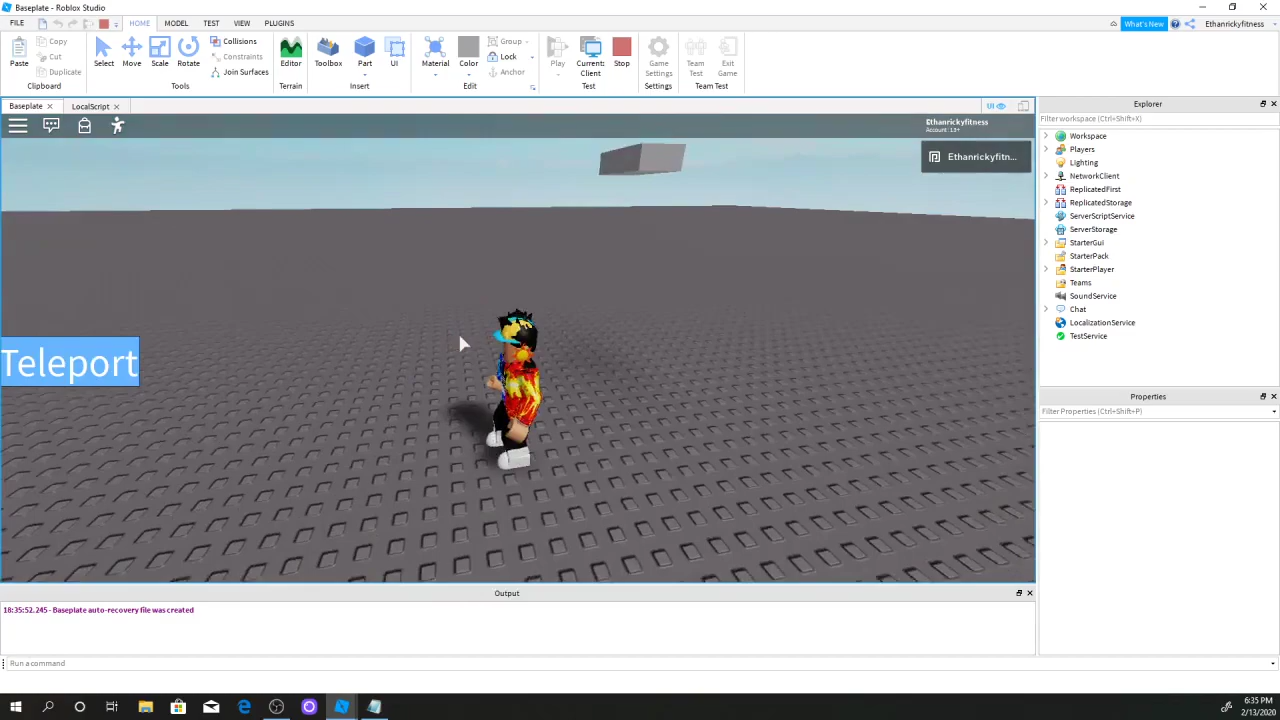 Baseplate - Roblox Studio
FILE HOME MODEL TEST VIEW PLUGINS What's New Ethanrickyfitness
Paste Copy Cut Duplicate Select Move Scale Rotate Collisions Constraints Join Surfaces Editor Toolbox Part UI Material Color Group Lock Anchor Play Current: Client Stop Game Settings Team Test Exit Game
Clipboard Tools Terrain Insert Edit Test Settings Team Test
Baseplate LocalScript UI
Explorer
Filter workspace (Ctrl+Shift+X)
Ethanrickyfitness
Account: 13+
Ethanrickyfitn...
Workspace
Players
Lighting
NetworkClient
ReplicatedFirst
ReplicatedStorage
ServerScriptService
ServerStorage
StarterGui
StarterPack
StarterPlayer
Teams
SoundService
Chat
LocalizationService
TestService
Teleport
Properties
Filter Properties (Ctrl+Shift+P)
Output
18:35:52.245 - Baseplate auto-recovery file was created
Run a command
6:35 PM
2/13/2020